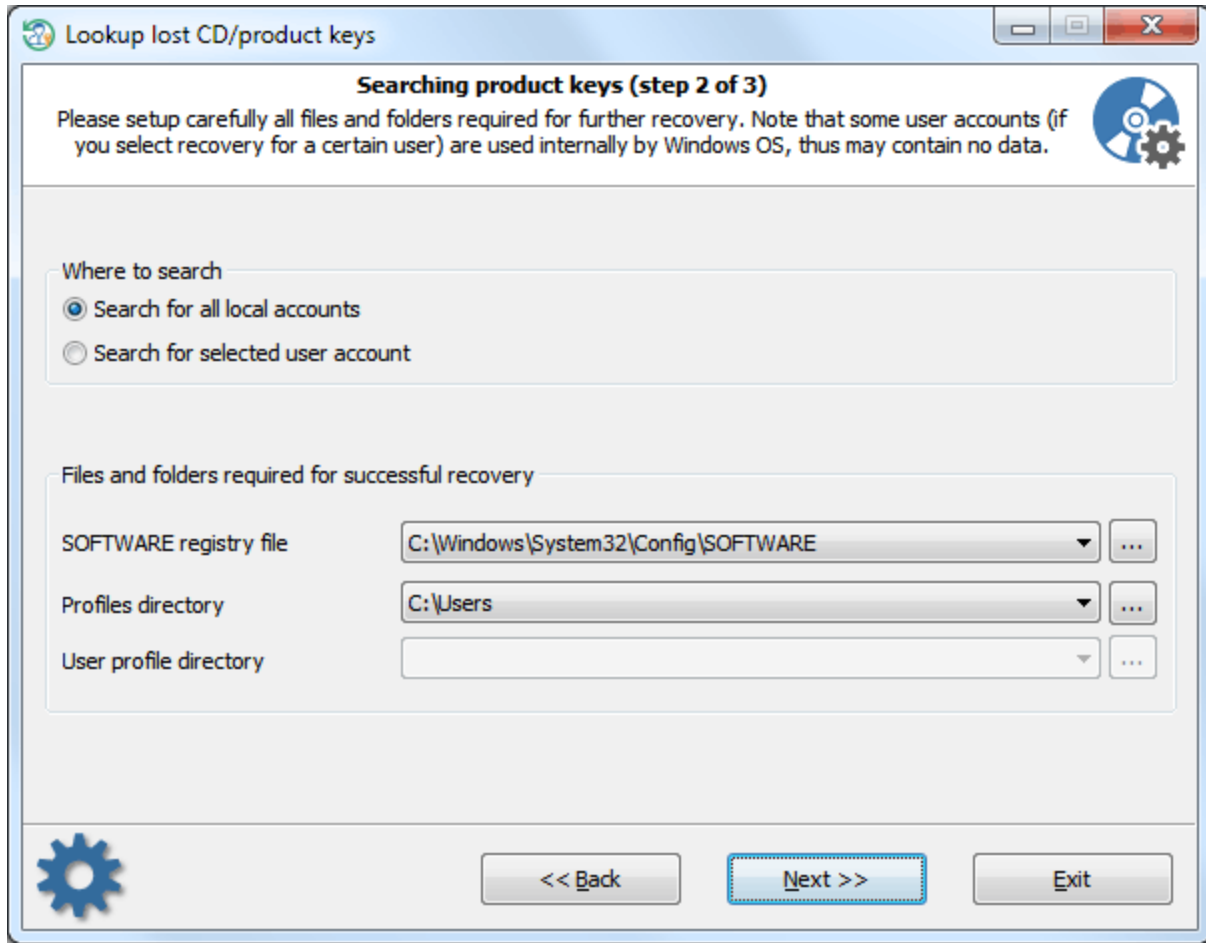 Lookup lost CD/product keys
Searching product keys (step 2 of 3)
Please setup carefully all files and folders required for further recovery. Note that some user accounts (if
you select recovery for a certain user) are used internally by Windows OS, thus may contain no data.
Where to search
Search for all local accounts
Search for selected user account
Files and folders required for successful recovery
SOFTWARE registry file C:\Windows\System32\Config\SOFTWARE ...
Profiles directory C:\Users ...
User profile directory ...
<< Back Next >> Exit